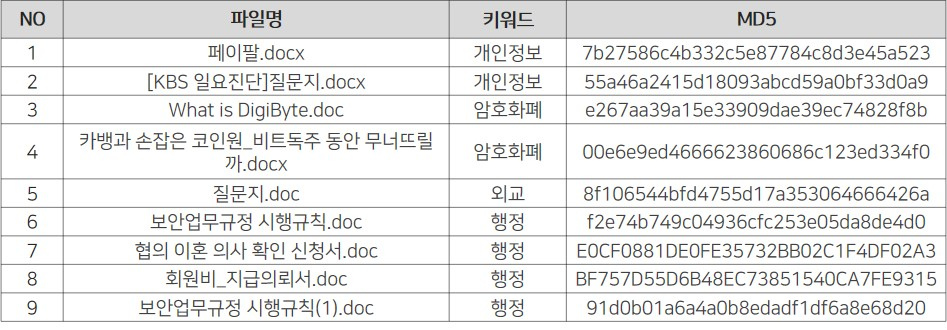 NO 파일명 키워드 MD5
1 페이팔.docx 개인정보 7b27586c4b332c5e87784c8d3e45a523
2 [KBS 일요진단]질문지.docx 개인정보 55a46a2415d18093abcd59a0bf33d0a9
3 What is DigiByte.doc 암호화폐 e267aa39a15e33909dae39ec74828f8b
4 카뱅과 손잡은 코인원_비트독주 동안 무너뜨릴
까.docx 암호화폐 00e6e9ed4666623860686c123ed334f0
5 질문지.doc 외교 8f106544bfd4755d17a353064666426a
6 보안업무규정 시행규칙.doc 행정 f2e74b749c04936cfc253e05da8de4d0
7 협의 이혼 의사 확인 신청서.doc 행정 E0CF0881DE0FE35732BB02C1F4DF02A3
8 회원비_지급의뢰서.doc 행정 BF757D55D6B48EC73851540CA7FE9315
9 보안업무규정 시행규칙(1).doc 행정 91d0b01a6a4a0b8edadf1df6a8e68d20